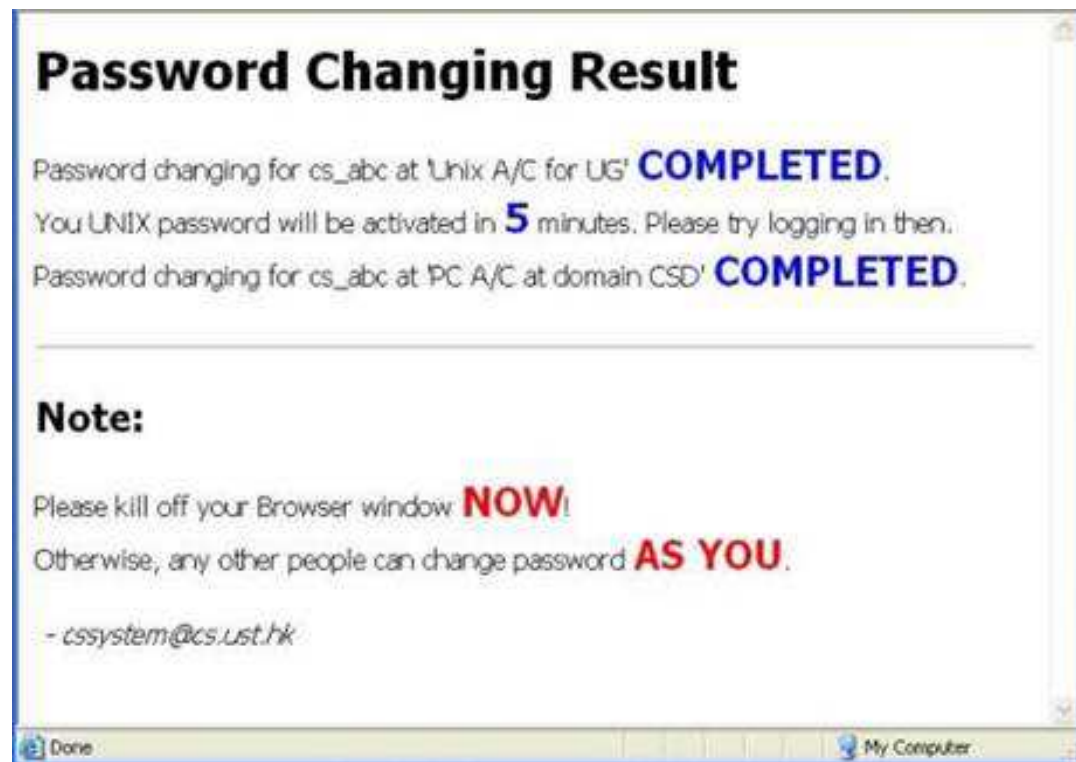 Password Changing Result
Password changing for cs_abc at 'Unix A/C for UG' COMPLETED.
You UNIX password will be activated in 5 minutes. Please try logging in then.
Password changing for cs_abc at 'PC A/C at domain CSD' COMPLETED.
Note:
Please kill off your Browser window NOW!
Otherwise, any other people can change password AS YOU.
- cssystem@cs.ust.hk
Done My Computer